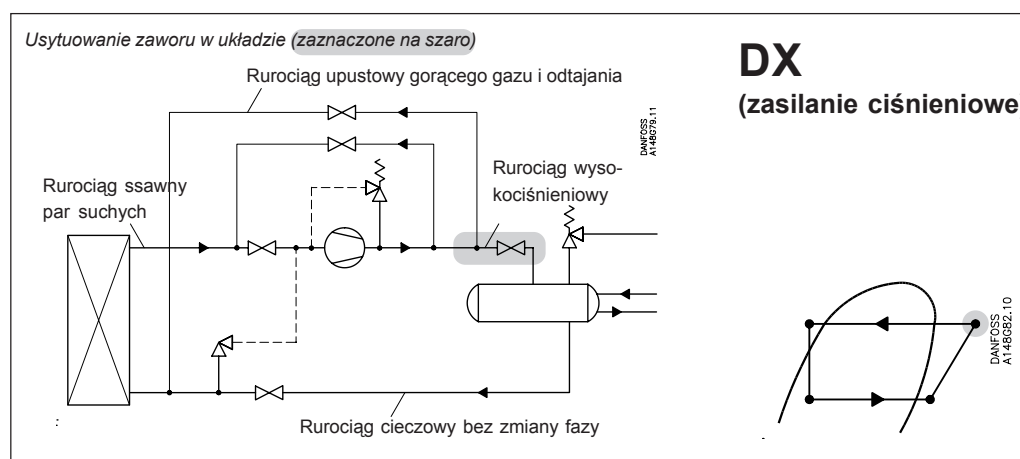 Usytuowanie zaworu w układzie (zaznaczone na szaro)
Rurociąg upustowy gorącego gazu i odtajania
DANFOSS
A148G79.11
DX
(zasilanie ciśnieniowe
Rurociąg ssawny
par suchych
Rurociąg wyso-
kociśnieniowy
DANFOSS
A148G82.10
Rurociąg cieczowy bez zmiany fazy